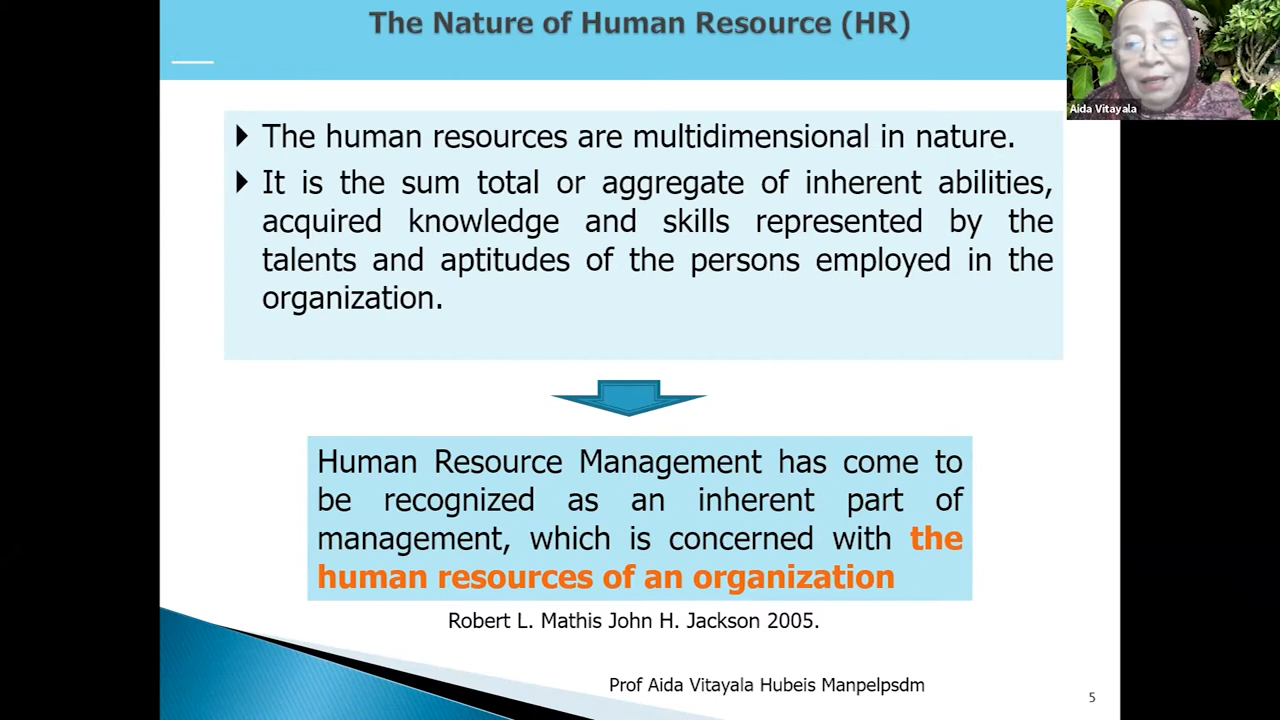 The Nature of Human Resource (HR)
Aida Vitayala
The human resources are multidimensional in nature.
It is the sum total or aggregate of inherent abilities,
acquired knowledge and skills represented by the
talents and aptitudes of the persons employed in the
organization.
Human Resource Management has come to
be recognized as an inherent part of
management, which is concerned with the
human resources of an organization
Robert L. Mathis John H. Jackson 2005.
Prof Aida Vitayala Hubeis Manpelpsdm
5